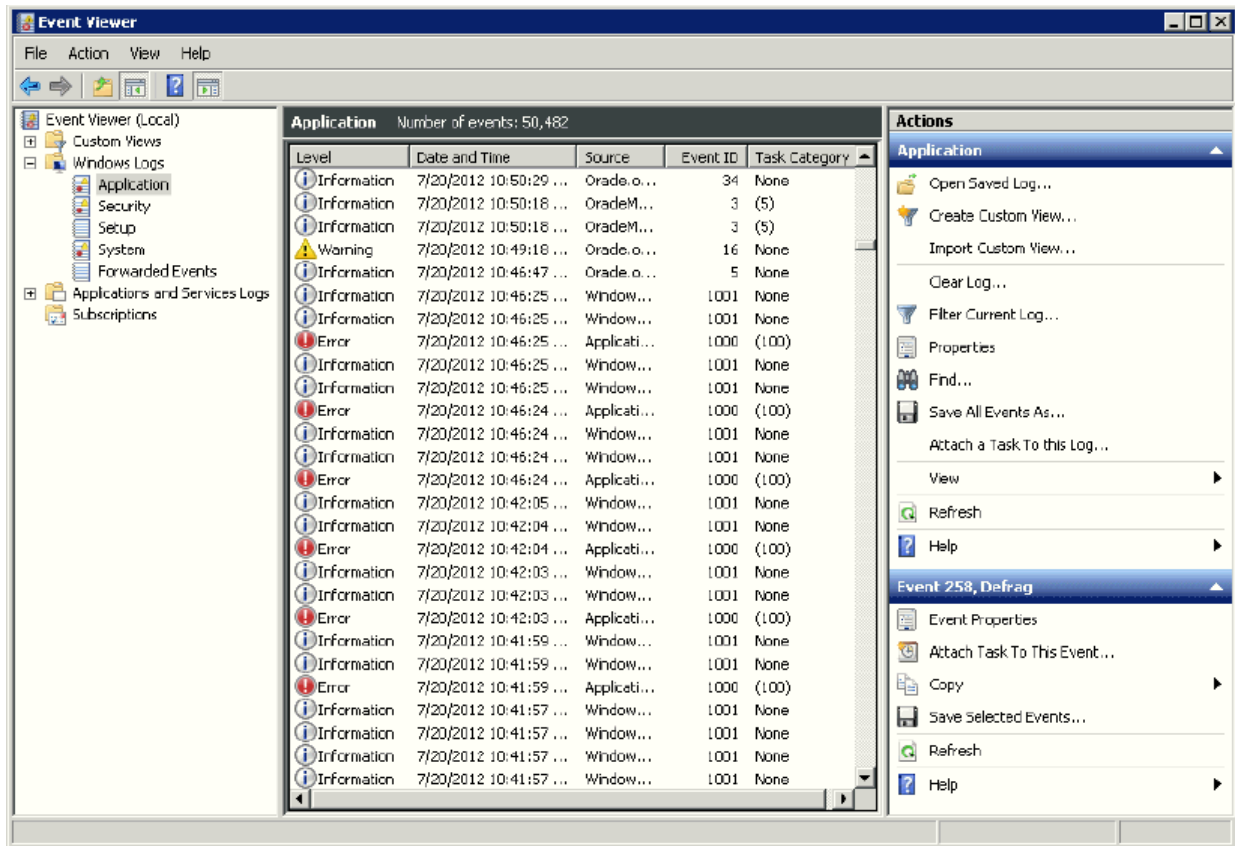 Event Viewer
File Action View Help
Event Viewer (Local)
Custom Views
Windows Logs
Application
Security
Setup
System
Forwarded Events
Applications and Services Logs
Subscriptions
Application Number of events: 50,482
Level Date and Time Source Event ID Task Category
Information 7/20/2012 10:50:29 ... Oracle.o... 34 None
Information 7/20/2012 10:50:18 ... OracleM... 3 (5)
Information 7/20/2012 10:50:18 ... OracleM... 3 (5)
Warning 7/20/2012 10:49:18 ... Oracle.o... 16 None
Information 7/20/2012 10:46:47 ... Oracle.o... 5 None
Information 7/20/2012 10:46:25 ... Window... 1001 None
Information 7/20/2012 10:46:25 ... Window... 1001 None
Error 7/20/2012 10:46:25 ... Applicati... 1000 (100)
Information 7/20/2012 10:46:25 ... Window... 1001 None
Information 7/20/2012 10:46:25 ... Window... 1001 None
Error 7/20/2012 10:46:24 ... Applicati... 1000 (100)
Information 7/20/2012 10:46:24 ... Window... 1001 None
Information 7/20/2012 10:46:24 ... Window... 1001 None
Error 7/20/2012 10:46:24 ... Applicati... 1000 (100)
Information 7/20/2012 10:42:05 ... Window... 1001 None
Information 7/20/2012 10:42:04 ... Window... 1001 None
Error 7/20/2012 10:42:04 ... Applicati... 1000 (100)
Information 7/20/2012 10:42:03 ... Window... 1001 None
Information 7/20/2012 10:42:03 ... Window... 1001 None
Error 7/20/2012 10:42:03 ... Applicati... 1000 (100)
Information 7/20/2012 10:41:59 ... Window... 1001 None
Information 7/20/2012 10:41:59 ... Window... 1001 None
Error 7/20/2012 10:41:59 ... Applicati... 1000 (100)
Information 7/20/2012 10:41:57 ... Window... 1001 None
Information 7/20/2012 10:41:57 ... Window... 1001 None
Information 7/20/2012 10:41:57 ... Window... 1001 None
Information 7/20/2012 10:41:57 ... Window... 1001 None
Actions
Application
Open Saved Log...
Create Custom View...
Import Custom View...
Clear Log...
Filter Current Log...
Properties
Find...
Save All Events As...
Attach a Task To this Log...
View
Refresh
Help
Event 258, Defrag
Event Properties
Attach Task To This Event...
Copy
Save Selected Events...
Refresh
Help